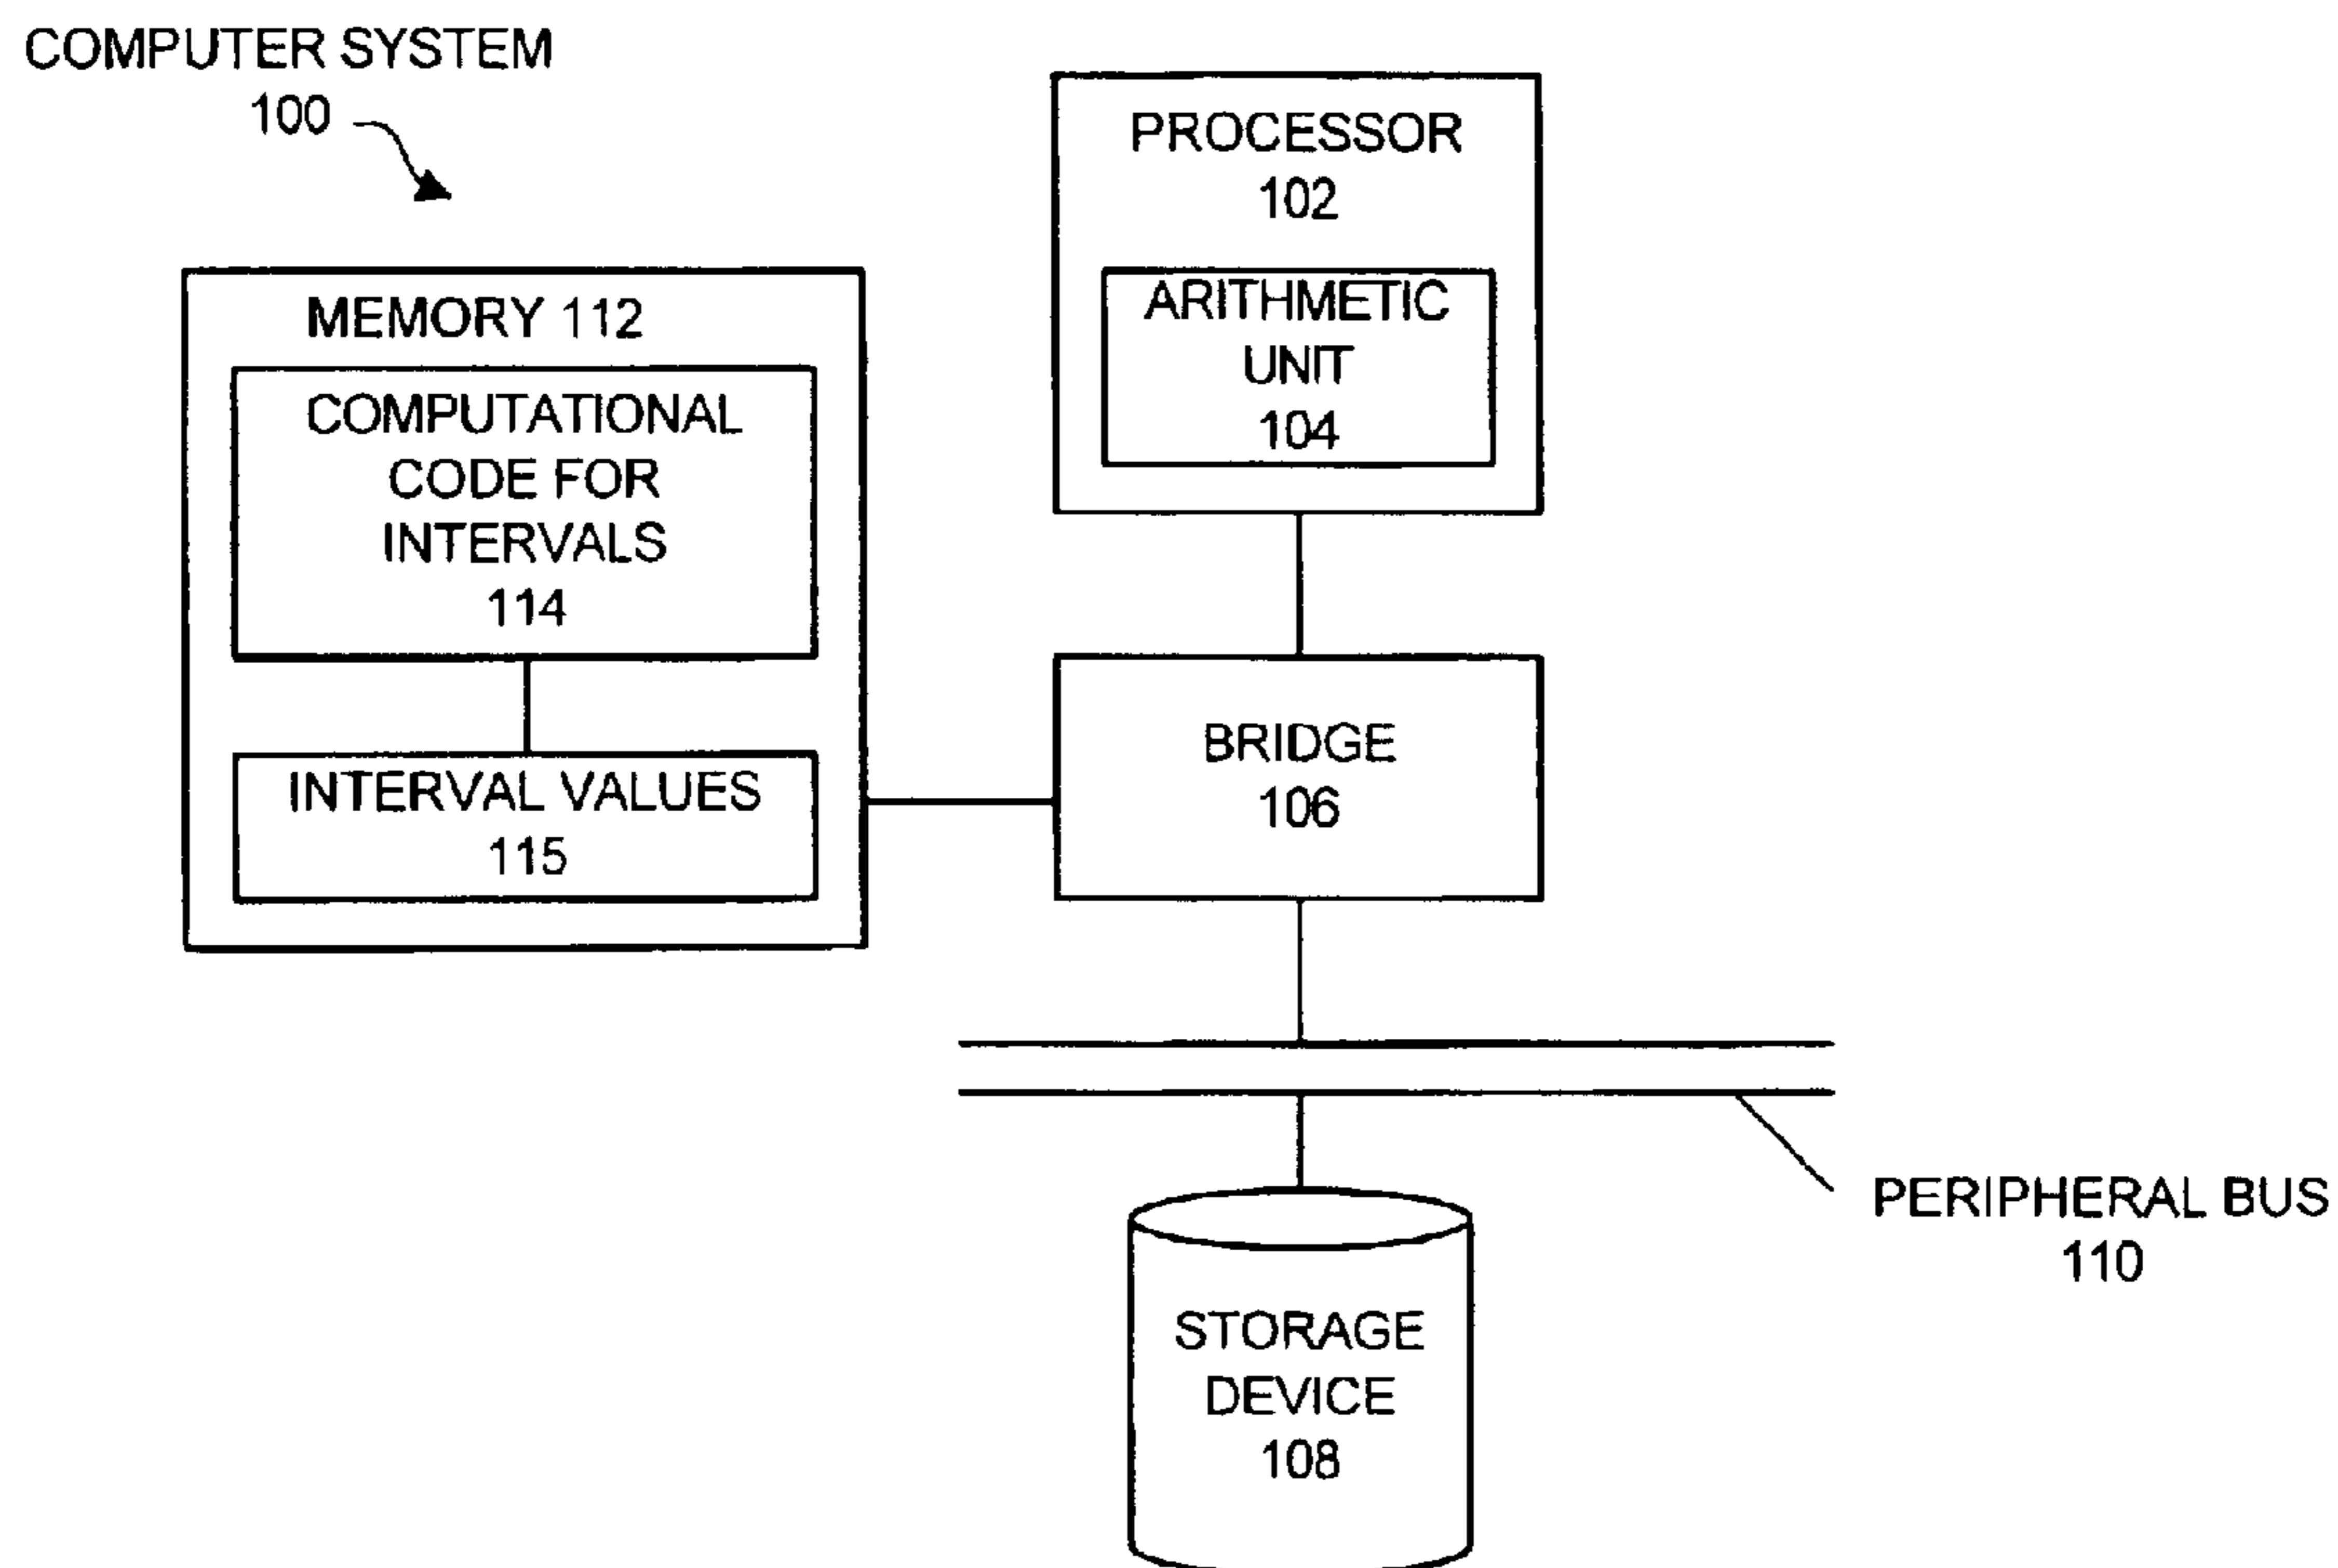 COMPUTER SYSTEM
100
PROCESSOR
102
ARITHMETIC
UNIT
104
MEMORY 112
COMPUTATIONAL
CODE FOR
INTERVALS
114
INTERVAL VALUES
115
BRIDGE
106
PERIPHERAL BUS
110
STORAGE
DEVICE
108